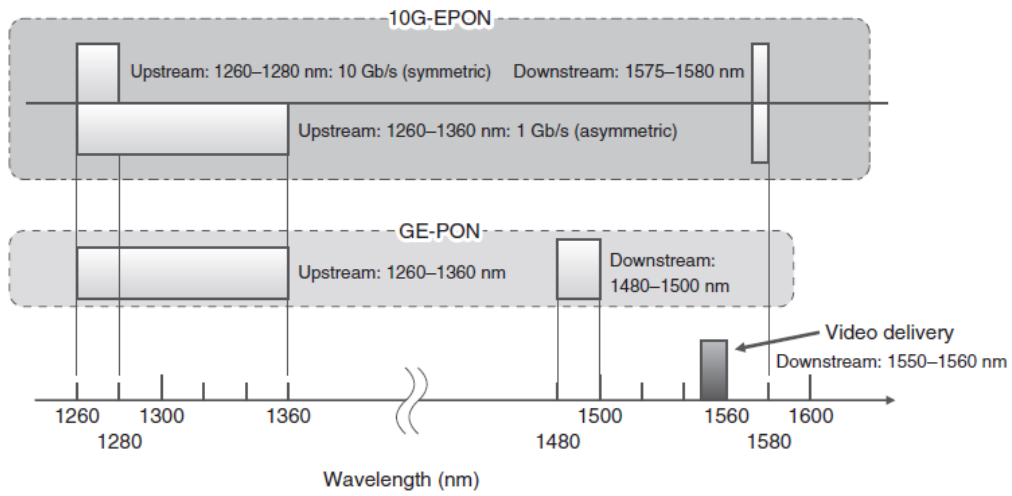 10G-EPON
Upstream: 1260–1280 nm: 10 Gb/s (symmetric)
Downstream: 1575–1580 nm
Upstream: 1260–1360 nm: 1 Gb/s (asymmetric)
GE-PON
Upstream: 1260–1360 nm
Downstream:
1480–1500 nm
Video delivery
Downstream: 1550–1560 nm
1260 1300 1360 1500 1560 1600
1280 1480 1580
Wavelength (nm)